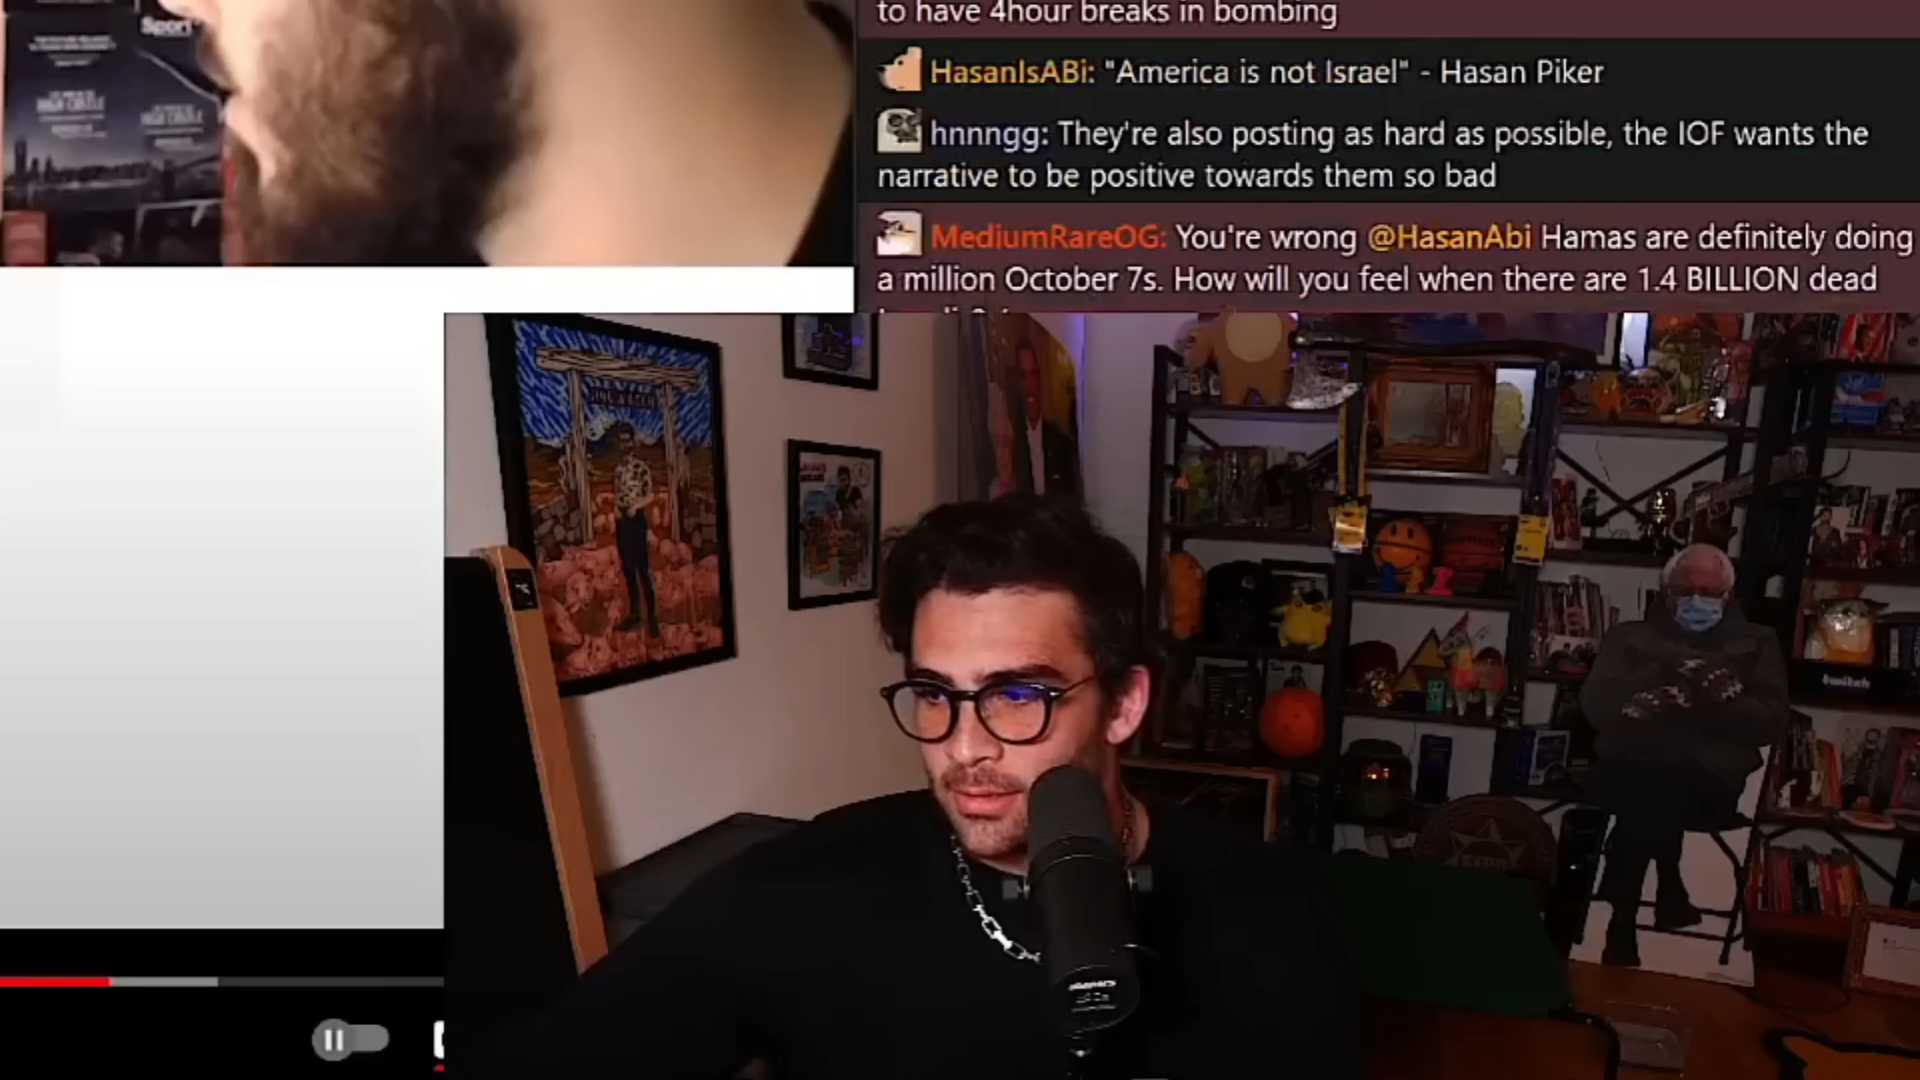 Sport
to have 4hour breaks in bombing
HasanIsABi: "America is not Israel" - Hasan Piker
hnnngg: They're also posting as hard as possible, the IOF wants the
narrative to be positive towards them so bad
MediumRareOG: You're wrong @HasanAbi Hamas are definitely doing
a million October 7s. How will you feel when there are 1.4 BILLION dead
twitch